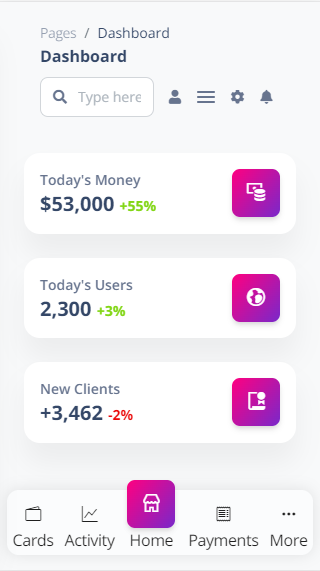 Pages / Dashboard
Dashboard
Type here
Today's Money
$53,000 +55%
Today's Users
2,300 +3%
New Clients
+3,462 -2%
Cards Activity Home Payments More